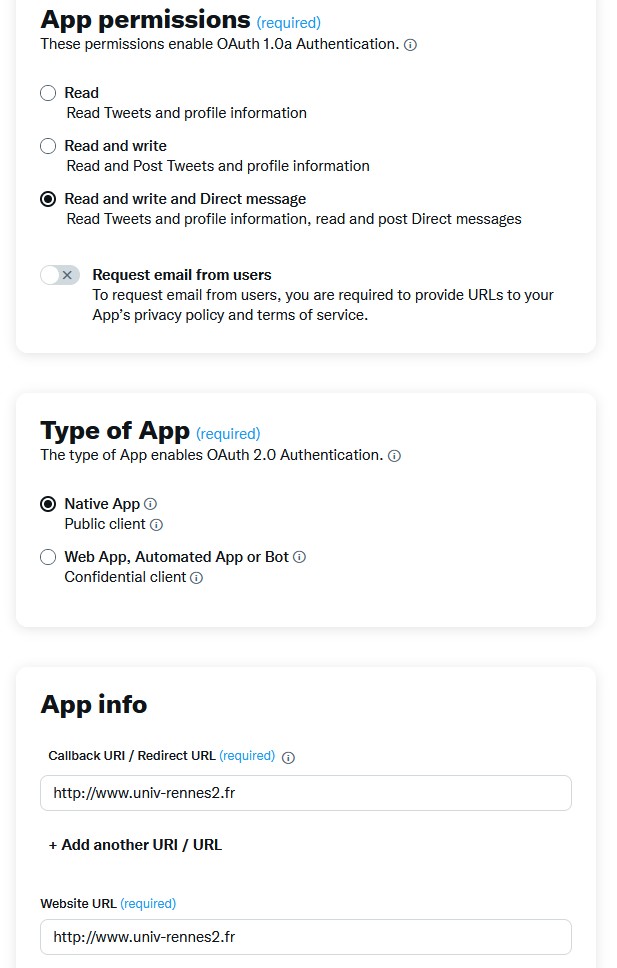 App permissions (required)
These permissions enable OAuth 1.0a Authentication.
Read
Read Tweets and profile information
Read and write
Read and Post Tweets and profile information
Read and write and Direct message
Read Tweets and profile information, read and post Direct messages
Request email from users
To request email from users, you are required to provide URLs to your
App's privacy policy and terms of service.
Type of App (required)
The type of App enables OAuth 2.0 Authentication.
Native App
Public client
Web App, Automated App or Bot
Confidential client
App info
Callback URI / Redirect URL (required)
http://www.univ-rennes2.fr
+ Add another URI / URL
Website URL (required)
http://www.univ-rennes2.fr